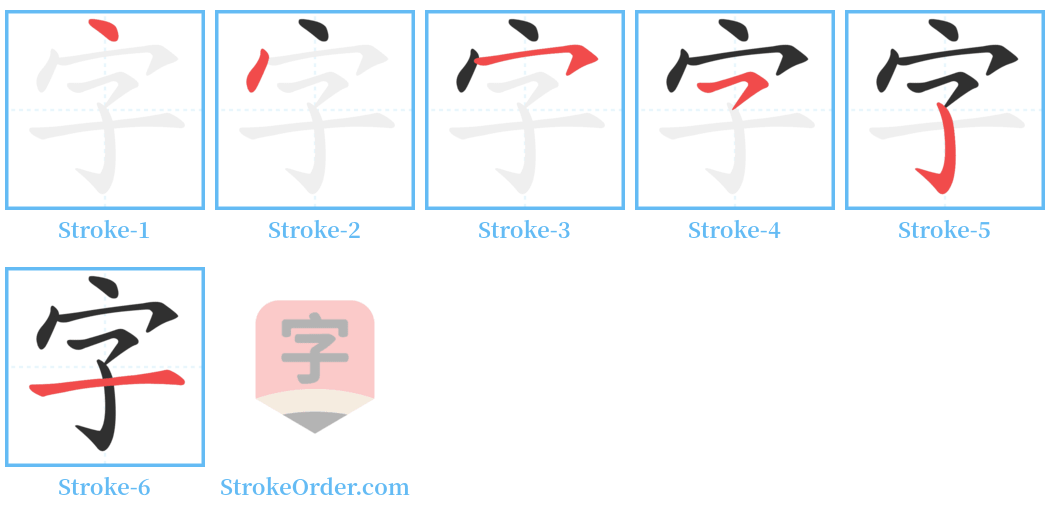 字 字 字 字 字
Stroke-1 Stroke-2 Stroke-3 Stroke-4 Stroke-5
字 字
Stroke-6 StrokeOrder.com